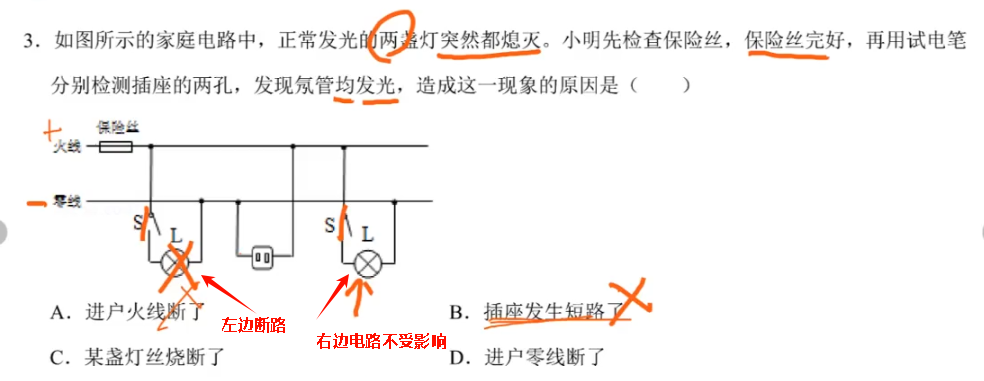 3．如图所示的家庭电路中，正常发光的两盏灯突然都熄灭。小明先检查保险丝，保险丝完好，再用试电笔
分别检测插座的两孔，发现氖管均发光，造成这一现象的原因是（　　）
保险丝
火线
零线
S
L
S
L
左边断路
右边电路不受影响
A．进户火线断了
B．插座发生短路了
C．某盏灯丝烧断了
D．进户零线断了